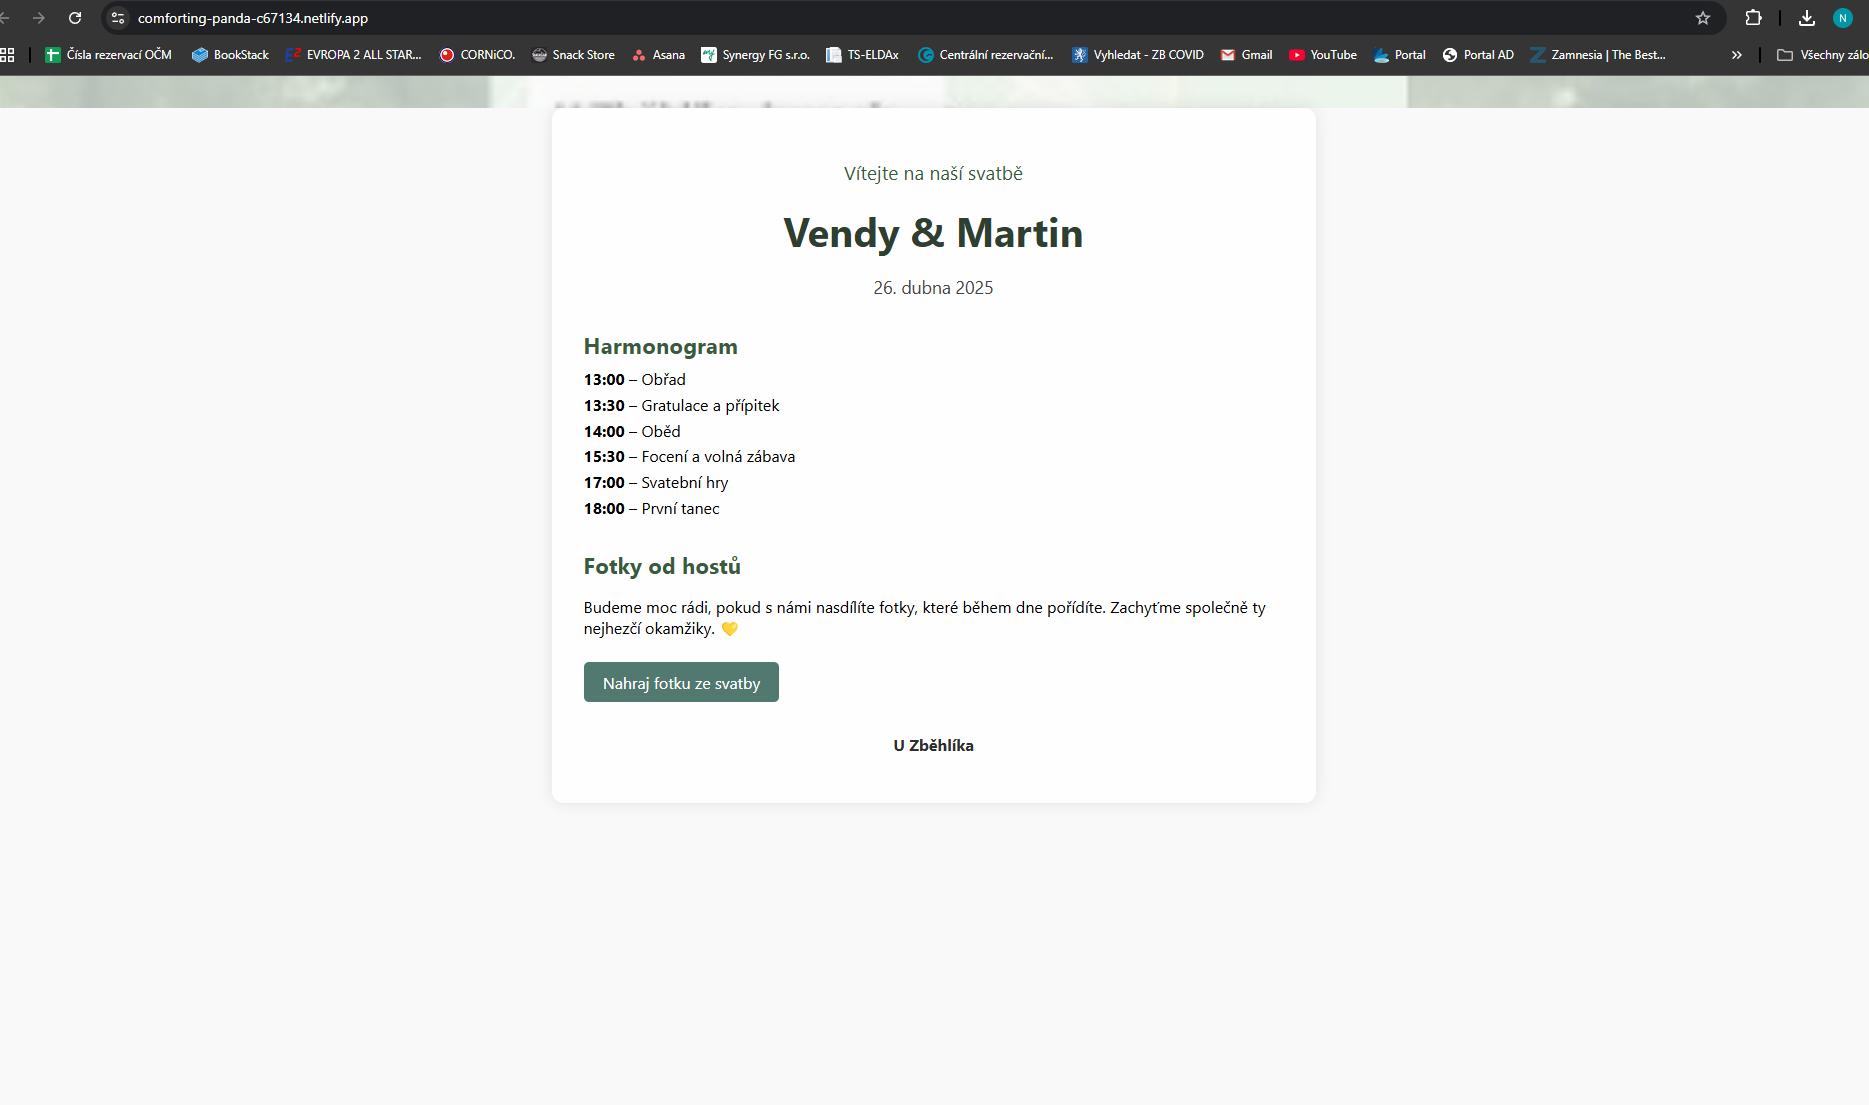 comforting-panda-c67134.netlify.app
N
Čísla rezervací OČM
BookStack
EVROPA 2 ALL STAR...
CORNiCO.
Snack Store
Asana
Synergy FG s.r.o.
TS-ELDAx
Centrální rezervační...
Vyhledat - ZB COVID
Gmail
YouTube
Portal
Portal AD
Zamnesia | The Best...
»
Všechny zálo
Vítejte na naší svatbě
Vendy & Martin
26. dubna 2025
Harmonogram
13:00 – Obřad
13:30 – Gratulace a přípitek
14:00 – Oběd
15:30 – Focení a volná zábava
17:00 – Svatební hry
18:00 – První tanec
Fotky od hostů
Budeme moc rádi, pokud s námi nasdílíte fotky, které během dne pořídíte. Zachyťme společně ty
nejhezčí okamžiky. 💛
Nahraj fotku ze svatby
U Zběhlíka